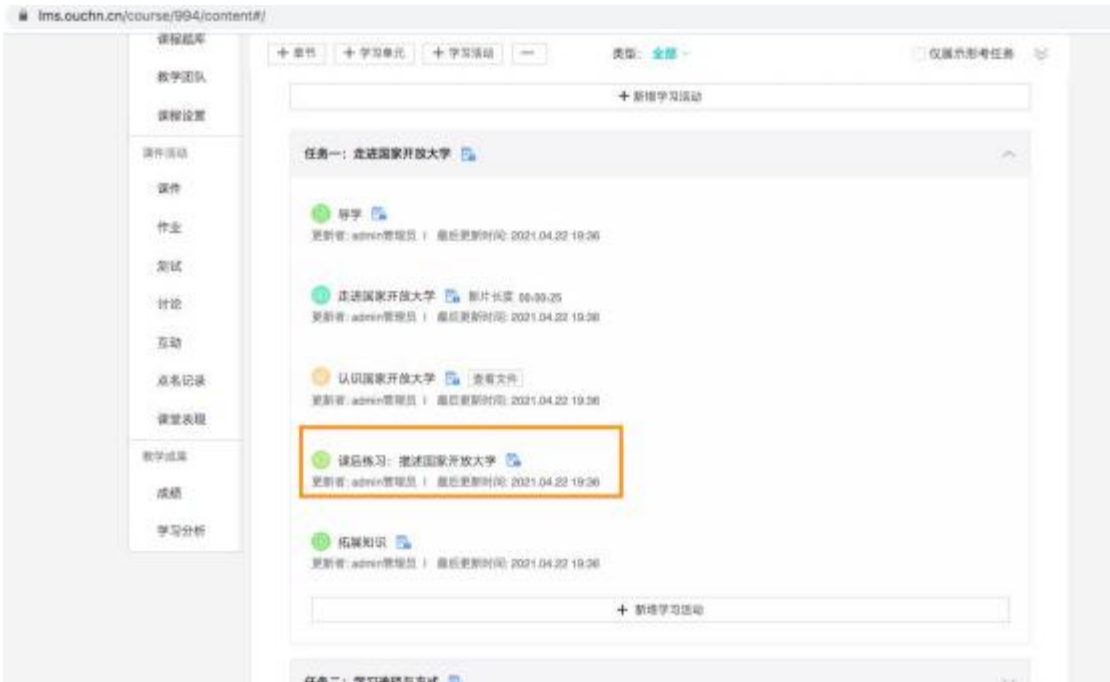 lms.ouchn.cn/course/994/content#/
课程题库
+ 章节 + 学习单元 + 学习活动 ··· 类型: 全部 仅展示形考任务
教学团队
+ 新增学习活动
课程设置
课件活动
任务一：走进国家开放大学
课件
导学
作业
更新者: admin管理员 | 最后更新时间: 2021.04.22 19:36
测试
走进国家开放大学 影片长度 00:00:25
讨论
更新者: admin管理员 | 最后更新时间: 2021.04.22 19:36
互动
点名记录
认识国家开放大学 查看文件
更新者: admin管理员 | 最后更新时间: 2021.04.22 19:36
课堂表现
教学成果
课后练习：描述国家开放大学
更新者: admin管理员 | 最后更新时间: 2021.04.22 19:36
成绩
学习分析
拓展知识
更新者: admin管理员 | 最后更新时间: 2021.04.22 19:36
+ 新增学习活动